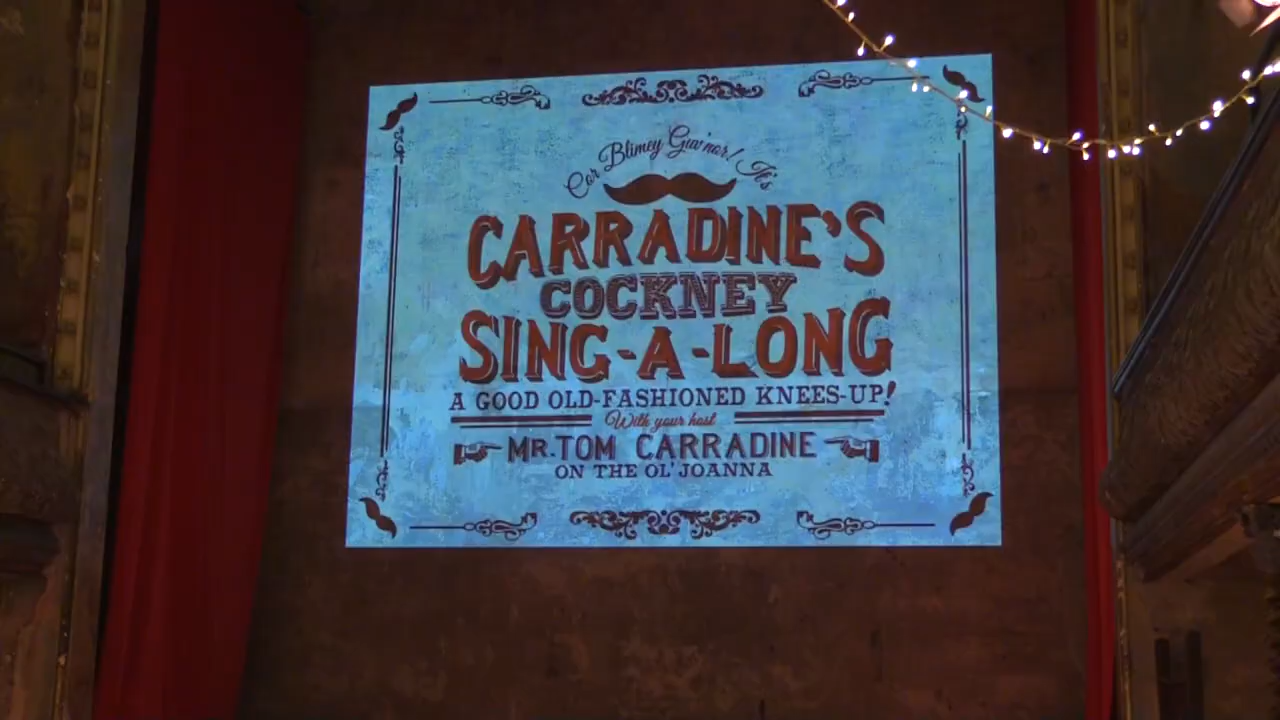 Cor Blimey Guv'nor! It's
CARRADINE'S
COCKNEY
SING-A-LONG
A GOOD OLD-FASHIONED KNEES-UP!
With your host
MR. TOM CARRADINE
ON THE OL' JOANNA